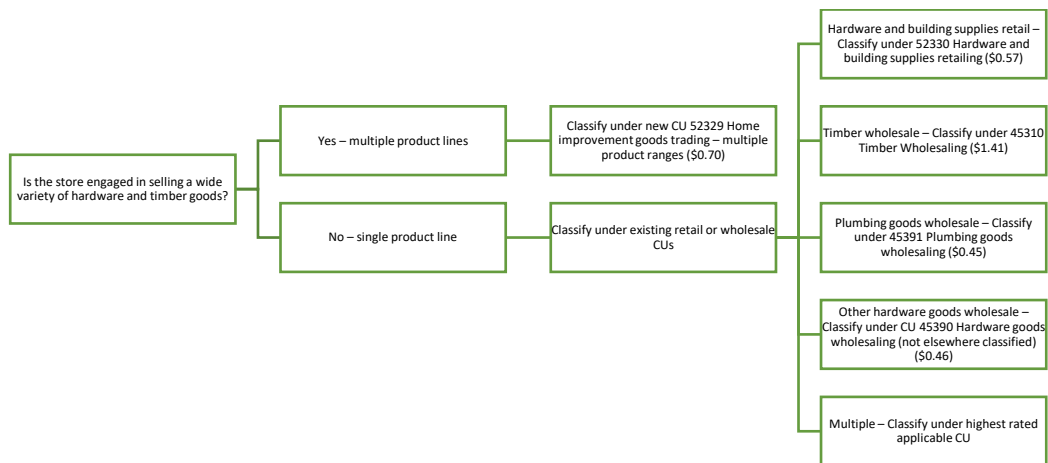 Is the store engaged in selling a wide
variety of hardware and timber goods?
Yes – multiple product lines
No – single product line
Classify under new CU 52329 Home
improvement goods trading – multiple
product ranges ($0.70)
Classify under existing retail or wholesale
CUs
Hardware and building supplies retail –
Classify under 52330 Hardware and
building supplies retailing ($0.57)
Timber wholesale – Classify under 45310
Timber Wholesaling ($1.41)
Plumbing goods wholesale – Classify
under 45391 Plumbing goods
wholesaling ($0.45)
Other hardware goods wholesale –
Classify under CU 45390 Hardware goods
wholesaling (not elsewhere classified)
($0.46)
Multiple – Classify under highest rated
applicable CU